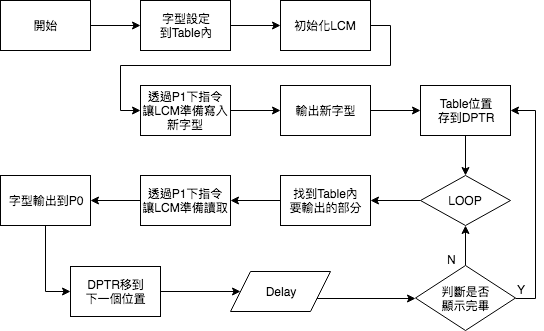 開始
字型設定
到Table內
初始化LCM
透過P1下指令
讓LCM準備寫入
新字型
輸出新字型
Table位置
存到DPTR
字型輸出到P0
透過P1下指令
讓LCM準備讀取
找到Table內
要輸出的部分
LOOP
N
DPTR移到
下一個位置
Delay
判斷是否
顯示完畢
Y